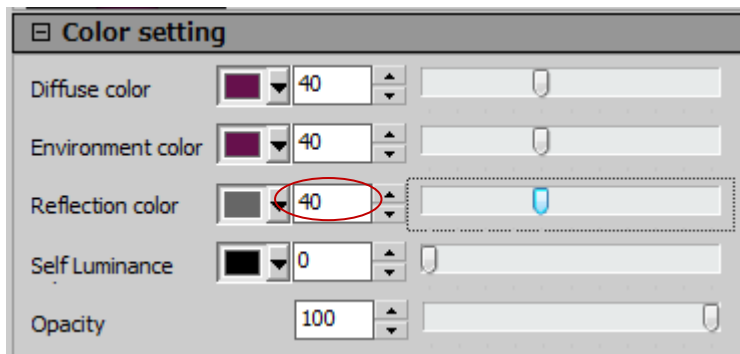 Color setting
Diffuse color 40
Environment color 40
Reflection color 40
Self Luminance 0
Opacity 100